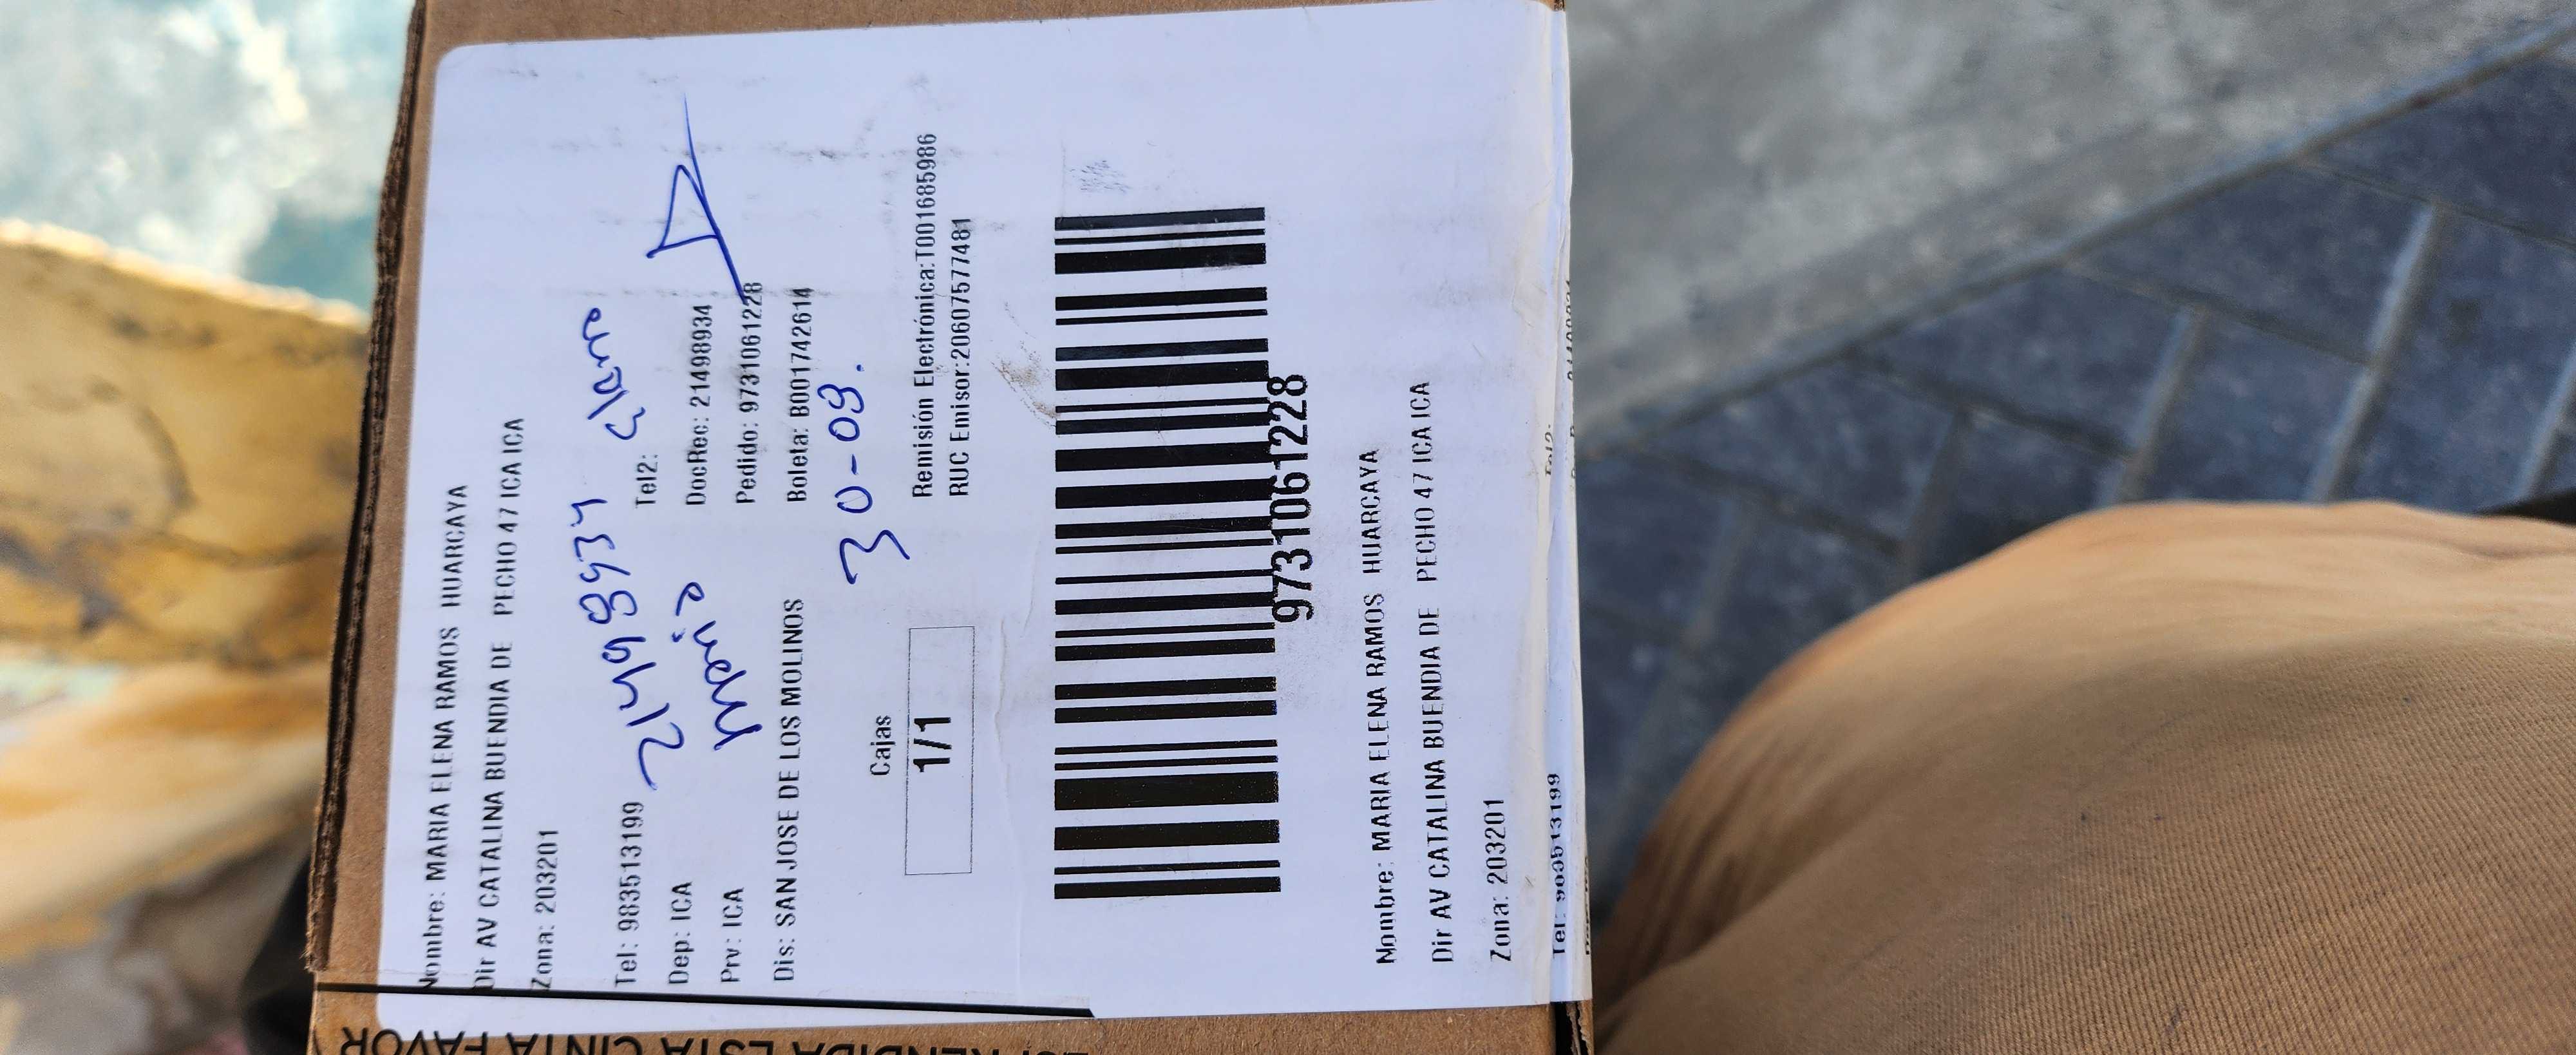 Nombre: MARIA ELENA RAMOS HUARCAYA
Dir AV CATALINA BUENDIA DE PECHO 47 ICA ICA
Zona: 203201
21498934
Tel: 983513199 Tel2:
Dep: ICA DocRec: 21498934
Prv: ICA Pedido: 9731061228
Dis: SAN JOSE DE LOS MOLINOS Boleta: B001742614
30-09.
Cajas
1/1
Remisión Electrónica:T001685986
RUC Emisor:20607577481
9731061228
Nombre: MARIA ELENA RAMOS HUARCAYA
Dir AV CATALINA BUENDIA DE PECHO 47 ICA ICA
Zona: 203201
Tel: 983513199 Tel2:
ESTA CINTA FAVOR